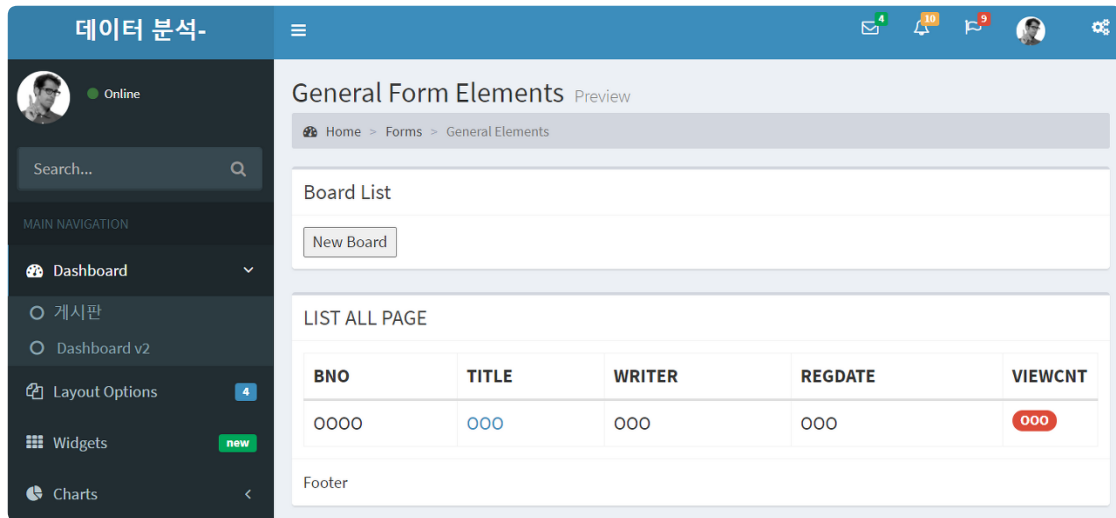 데이터 분석-
4
10
9
Online
Search...
MAIN NAVIGATION
Dashboard
게시판
Dashboard v2
Layout Options 4
Widgets new
Charts
General Form Elements Preview
Home > Forms > General Elements
Board List
New Board
LIST ALL PAGE
BNO TITLE WRITER REGDATE VIEWCNT
OOOO OOO OOO OOO OOO
Footer